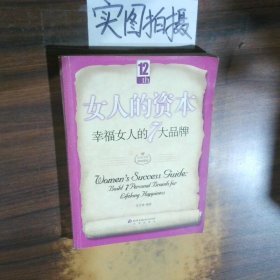 实图拍摄
12
th
女人的资本
幸福女人的7大品牌
Women's Success Guide:
Build 7 Personal Brands for
Lifelong Happiness